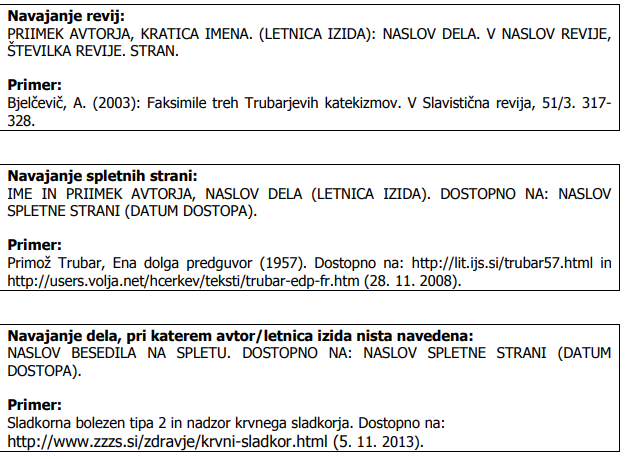 Navajanje revij:
PRIIMEK AVTORJA, KRATICA IMENA. (LETNICA IZIDA): NASLOV DELA. V NASLOV REVIJE,
ŠTEVILKA REVIJE. STRAN.
Primer:
Bjelčevič, A. (2003): Faksimile treh Trubarjevih katekizmov. V Slavistična revija, 51/3. 317-
328.
Navajanje spletnih strani:
IME IN PRIIMEK AVTORJA, NASLOV DELA (LETNICA IZIDA). DOSTOPNO NA: NASLOV
SPLETNE STRANI (DATUM DOSTOPA).
Primer:
Primož Trubar, Ena dolga predguvor (1957). Dostopno na: http://lit.ijs.si/trubar57.html in
http://users.volja.net/hcerkev/teksti/trubar-edp-fr.htm (28. 11. 2008).
Navajanje dela, pri katerem avtor/letnica izida nista navedena:
NASLOV BESEDILA NA SPLETU. DOSTOPNO NA: NASLOV SPLETNE STRANI (DATUM
DOSTOPA).
Primer:
Sladkorna bolezen tipa 2 in nadzor krvnega sladkorja. Dostopno na:
http://www.zzzs.si/zdravje/krvni-sladkor.html (5. 11. 2013).